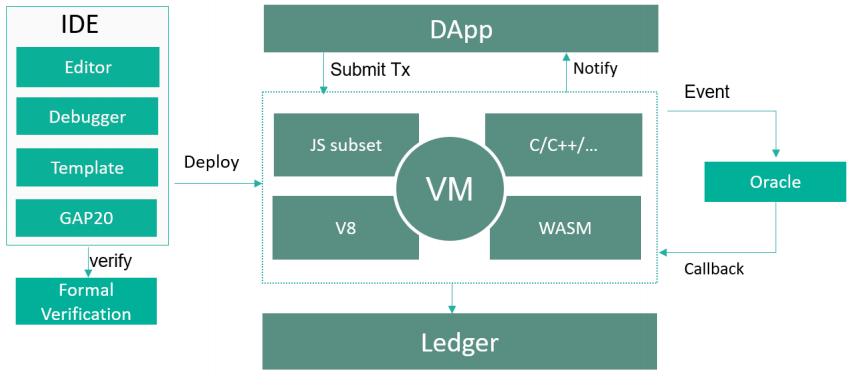 IDE
Editor
Debugger
Template
GAP20
verify
Formal
Verification
Deploy
DApp
Submit Tx
Notify
JS subset
C/C++/...
VM
V8
WASM
Ledger
Event
Oracle
Callback